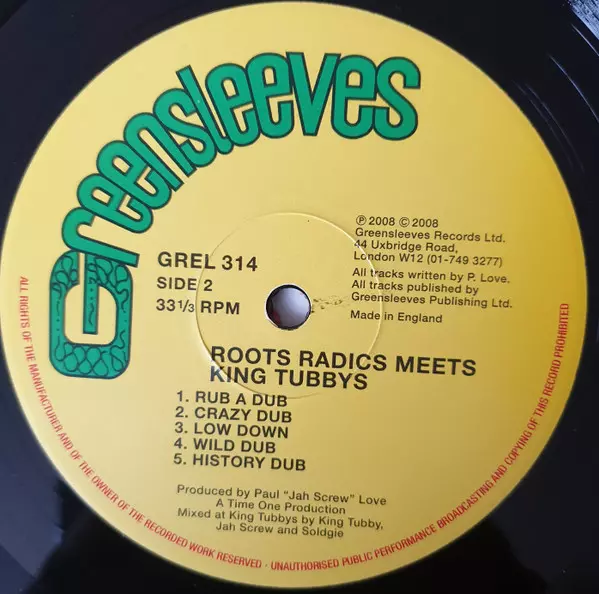 Greensleeves
℗ 2008 © 2008
Greensleeves Records Ltd.
44 Uxbridge Road,
London W12 (01-749 3277)
All tracks written by P. Love.
All tracks published by
Greensleeves Publishing Ltd.
Made in England
GREL 314
SIDE 2
33 1/3 RPM
ROOTS RADICS MEETS
KING TUBBYS
1. RUB A DUB
2. CRAZY DUB
3. LOW DOWN
4. WILD DUB
5. HISTORY DUB
Produced by Paul "Jah Screw" Love
A Time One Production
Mixed at King Tubbys by King Tubby,
Jah Screw and Soldgie
ALL RIGHTS OF THE MANUFACTURER AND OF THE OWNER OF THE RECORDED WORK RESERVED · UNAUTHORISED PUBLIC PERFORMANCE BROADCASTING AND COPYING OF THIS RECORD PROHIBITED